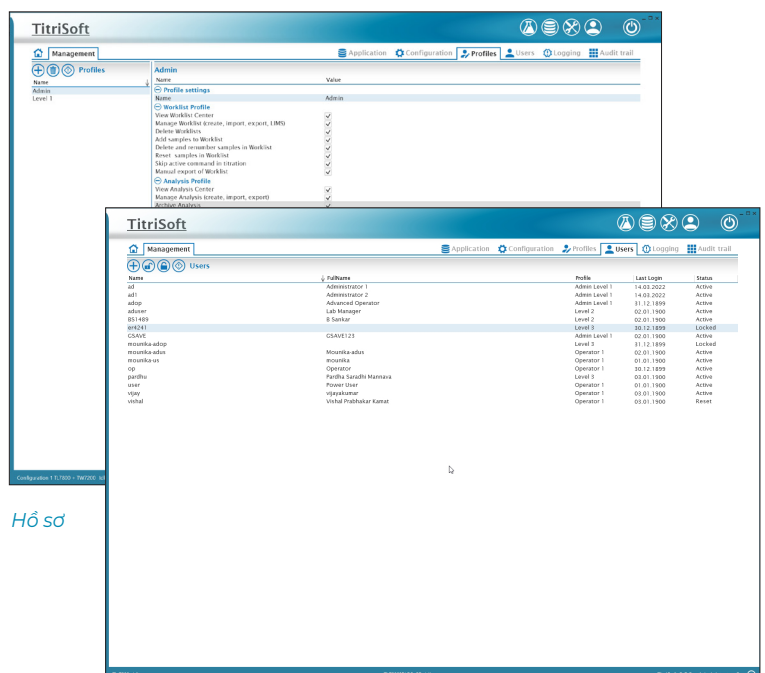 TitriSoft
Management
Application Configuration Profiles Users Logging Audit trail
Profiles
Name
Admin
Level 1
Admin
Name Value
Profile settings
Name Admin
Worklist Profile
View Worklist Center
Manage Worklist (create, import, export, LIMS)
Delete Worklists
Add samples to Worklist
Delete and renumber samples in Worklist
Reset samples in Worklist
Skip active command in titration
Manual export of Worklist
Analysis Profile
View Analysis Center
Manage Analysis (create, import, export)
Archive Analysis
Configuration 1 TL7800 + TW7200
Hồ sơ
TitriSoft
Management
Application Configuration Profiles Users Logging Audit trail
Users
Name FullName Profile Last Login Status
ad Administrator 1 Admin Level 1 14.03.2022 Active
ad1 Administrator 2 Admin Level 1 14.03.2022 Active
adop Advanced Operator Admin Level 1 31.12.1899 Active
aduser Lab Manager Level 2 02.01.1900 Active
BS1489 B Sankar Level 2 02.01.1900 Active
er4241 Level 3 30.12.1899 Locked
GSAVE GSAVE123 Admin Level 1 02.01.1900 Active
mounika-adop Level 3 31.12.1899 Locked
mounika-adus Mounika-adus Operator 1 02.01.1900 Active
mounika-us mounika Operator 1 01.01.1900 Active
op Operator Operator 1 30.12.1899 Active
pardhu Pardha Saradhi Mannava Level 3 03.01.1900 Active
user Power User Operator 1 01.01.1900 Active
vijay vijayakumar Operator 1 03.01.1900 Active
vishal Vishal Prabhakar Kamat Operator 1 03.01.1900 Reset